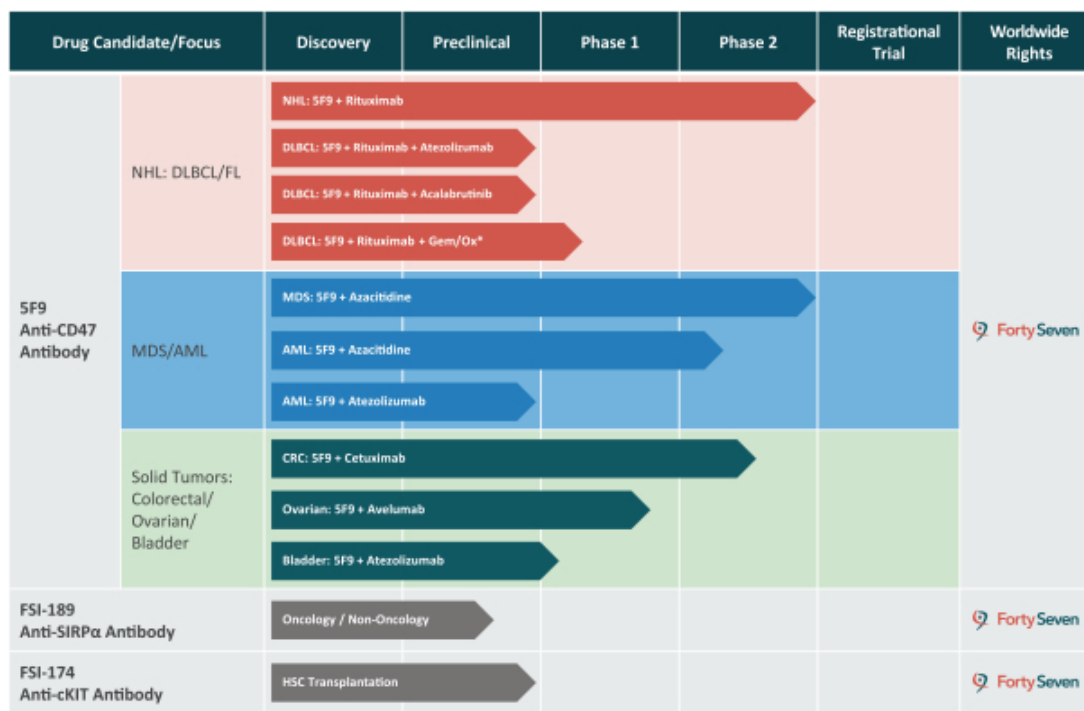 Drug Candidate/Focus
Discovery
Preclinical
Phase 1
Phase 2
Registrational
Trial
Worldwide
Rights
5F9
Anti-CD47
Antibody
NHL: DLBCL/FL
NHL: 5F9 + Rituximab
DLBCL: 5F9 + Rituximab + Atezolizumab
DLBCL: 5F9 + Rituximab + Acalabrutinib
DLBCL: 5F9 + Rituximab + Gem/Ox*
MDS/AML
MDS: 5F9 + Azacitidine
AML: 5F9 + Azacitidine
AML: 5F9 + Atezolizumab
Solid Tumors:
Colorectal/
Ovarian/
Bladder
CRC: 5F9 + Cetuximab
Ovarian: 5F9 + Avelumab
Bladder: 5F9 + Atezolizumab
FortySeven
FSI-189
Anti-SIRPα Antibody
Oncology / Non-Oncology
FortySeven
FSI-174
Anti-cKIT Antibody
HSC Transplantation
FortySeven